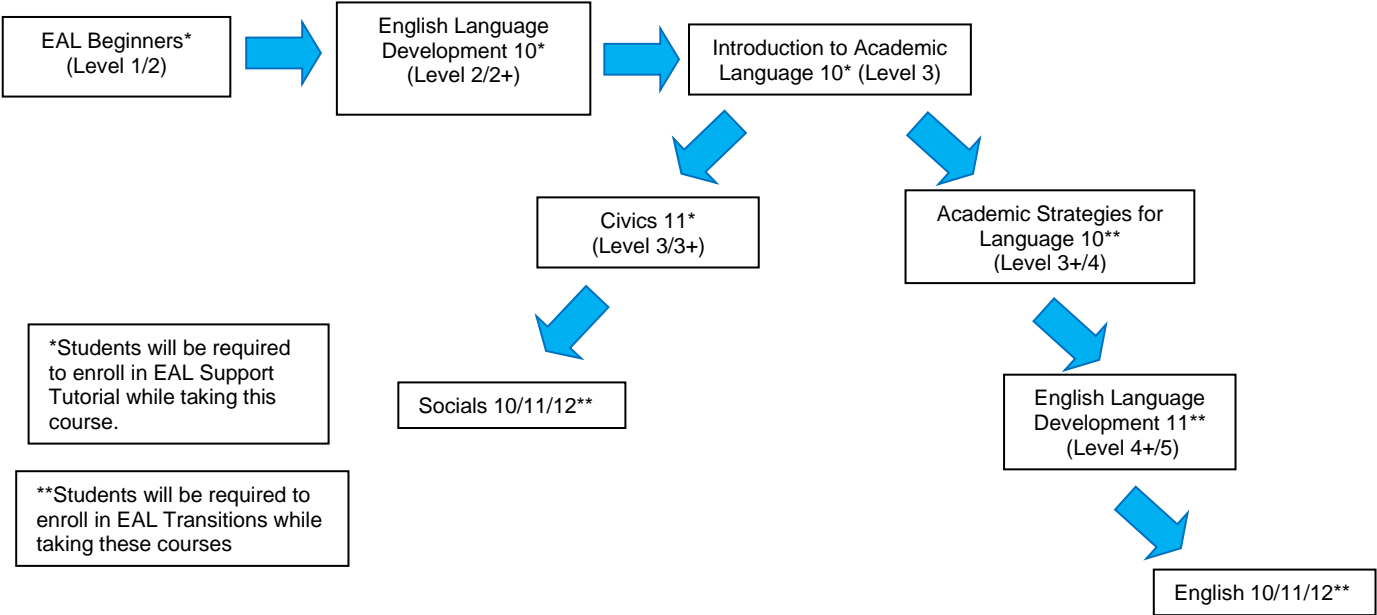 EAL Beginners*
(Level 1/2)
English Language
Development 10*
(Level 2/2+)
Introduction to Academic
Language 10* (Level 3)
Civics 11*
(Level 3/3+)
Academic Strategies for
Language 10**
(Level 3+/4)
*Students will be required
to enroll in EAL Support
Tutorial while taking this
course.
Socials 10/11/12**
English Language
Development 11**
(Level 4+/5)
**Students will be required to
enroll in EAL Transitions while
taking these courses
English 10/11/12**